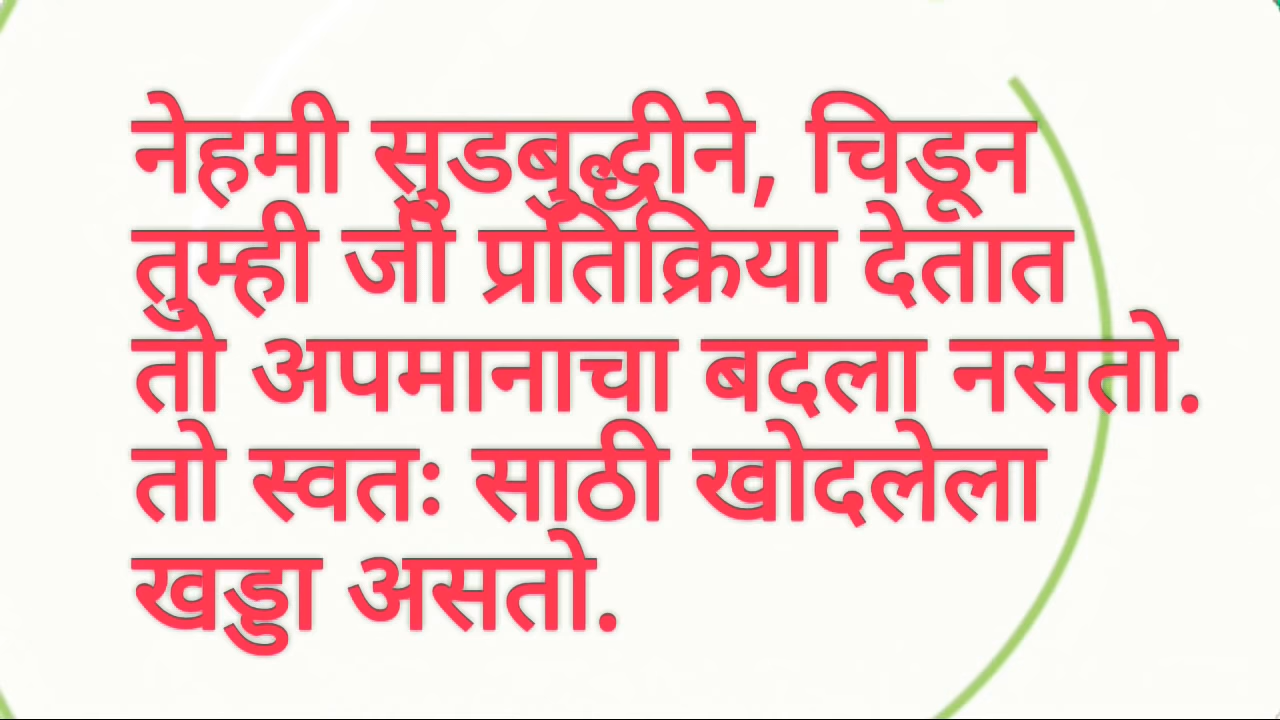 नेहमी सुडबुद्धीने, चिडून
तुम्ही जी प्रतिक्रिया देतात
तो अपमानाचा बदला नसतो.
तो स्वतः साठी खोदलेला
खड्डा असतो.